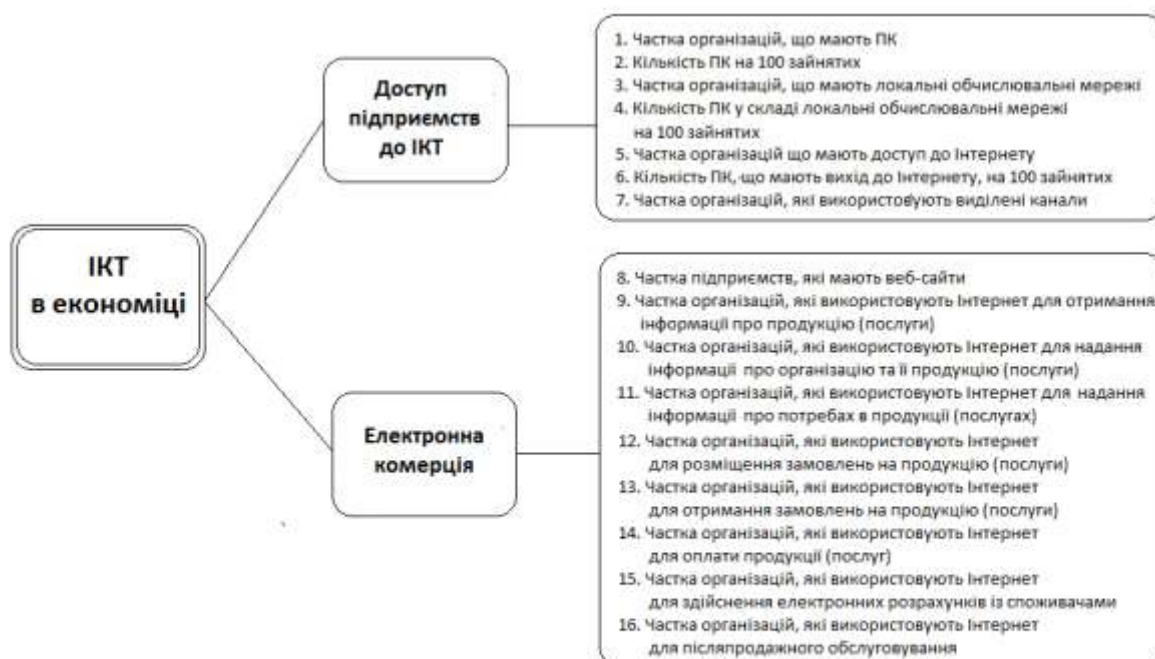 ІКТ
в економіці
Доступ
підприємств
до ІКТ
1. Частка організацій, що мають ПК
2. Кількість ПК на 100 зайнятих
3. Частка організацій, що мають локальні обчислювальні мережі
4. Кількість ПК у складі локальні обчислювальні мережі
на 100 зайнятих
5. Частка організацій що мають доступ до Інтернету
6. Кількість ПК, що мають вихід до Інтернету, на 100 зайнятих
7. Частка організацій, які використовують виділені канали
Електронна
комерція
8. Частка підприємств, які мають веб-сайти
9. Частка організацій, які використовують Інтернет для отримання
інформації про продукцію (послуги)
10. Частка організацій, які використовують Інтернет для надання
інформації про організацію та її продукцію (послуги)
11. Частка організацій, які використовують Інтернет для надання
інформації про потребах в продукції (послугах)
12. Частка організацій, які використовують Інтернет
для розміщення замовлень на продукцію (послуги)
13. Частка організацій, які використовують Інтернет
для отримання замовлень на продукцію (послуги)
14. Частка організацій, які використовують Інтернет
для оплати продукції (послуг)
15. Частка організацій, які використовують Інтернет
для здійснення електронних розрахунків із споживачами
16. Частка організацій, які використовують Інтернет
для післяпродажного обслуговування